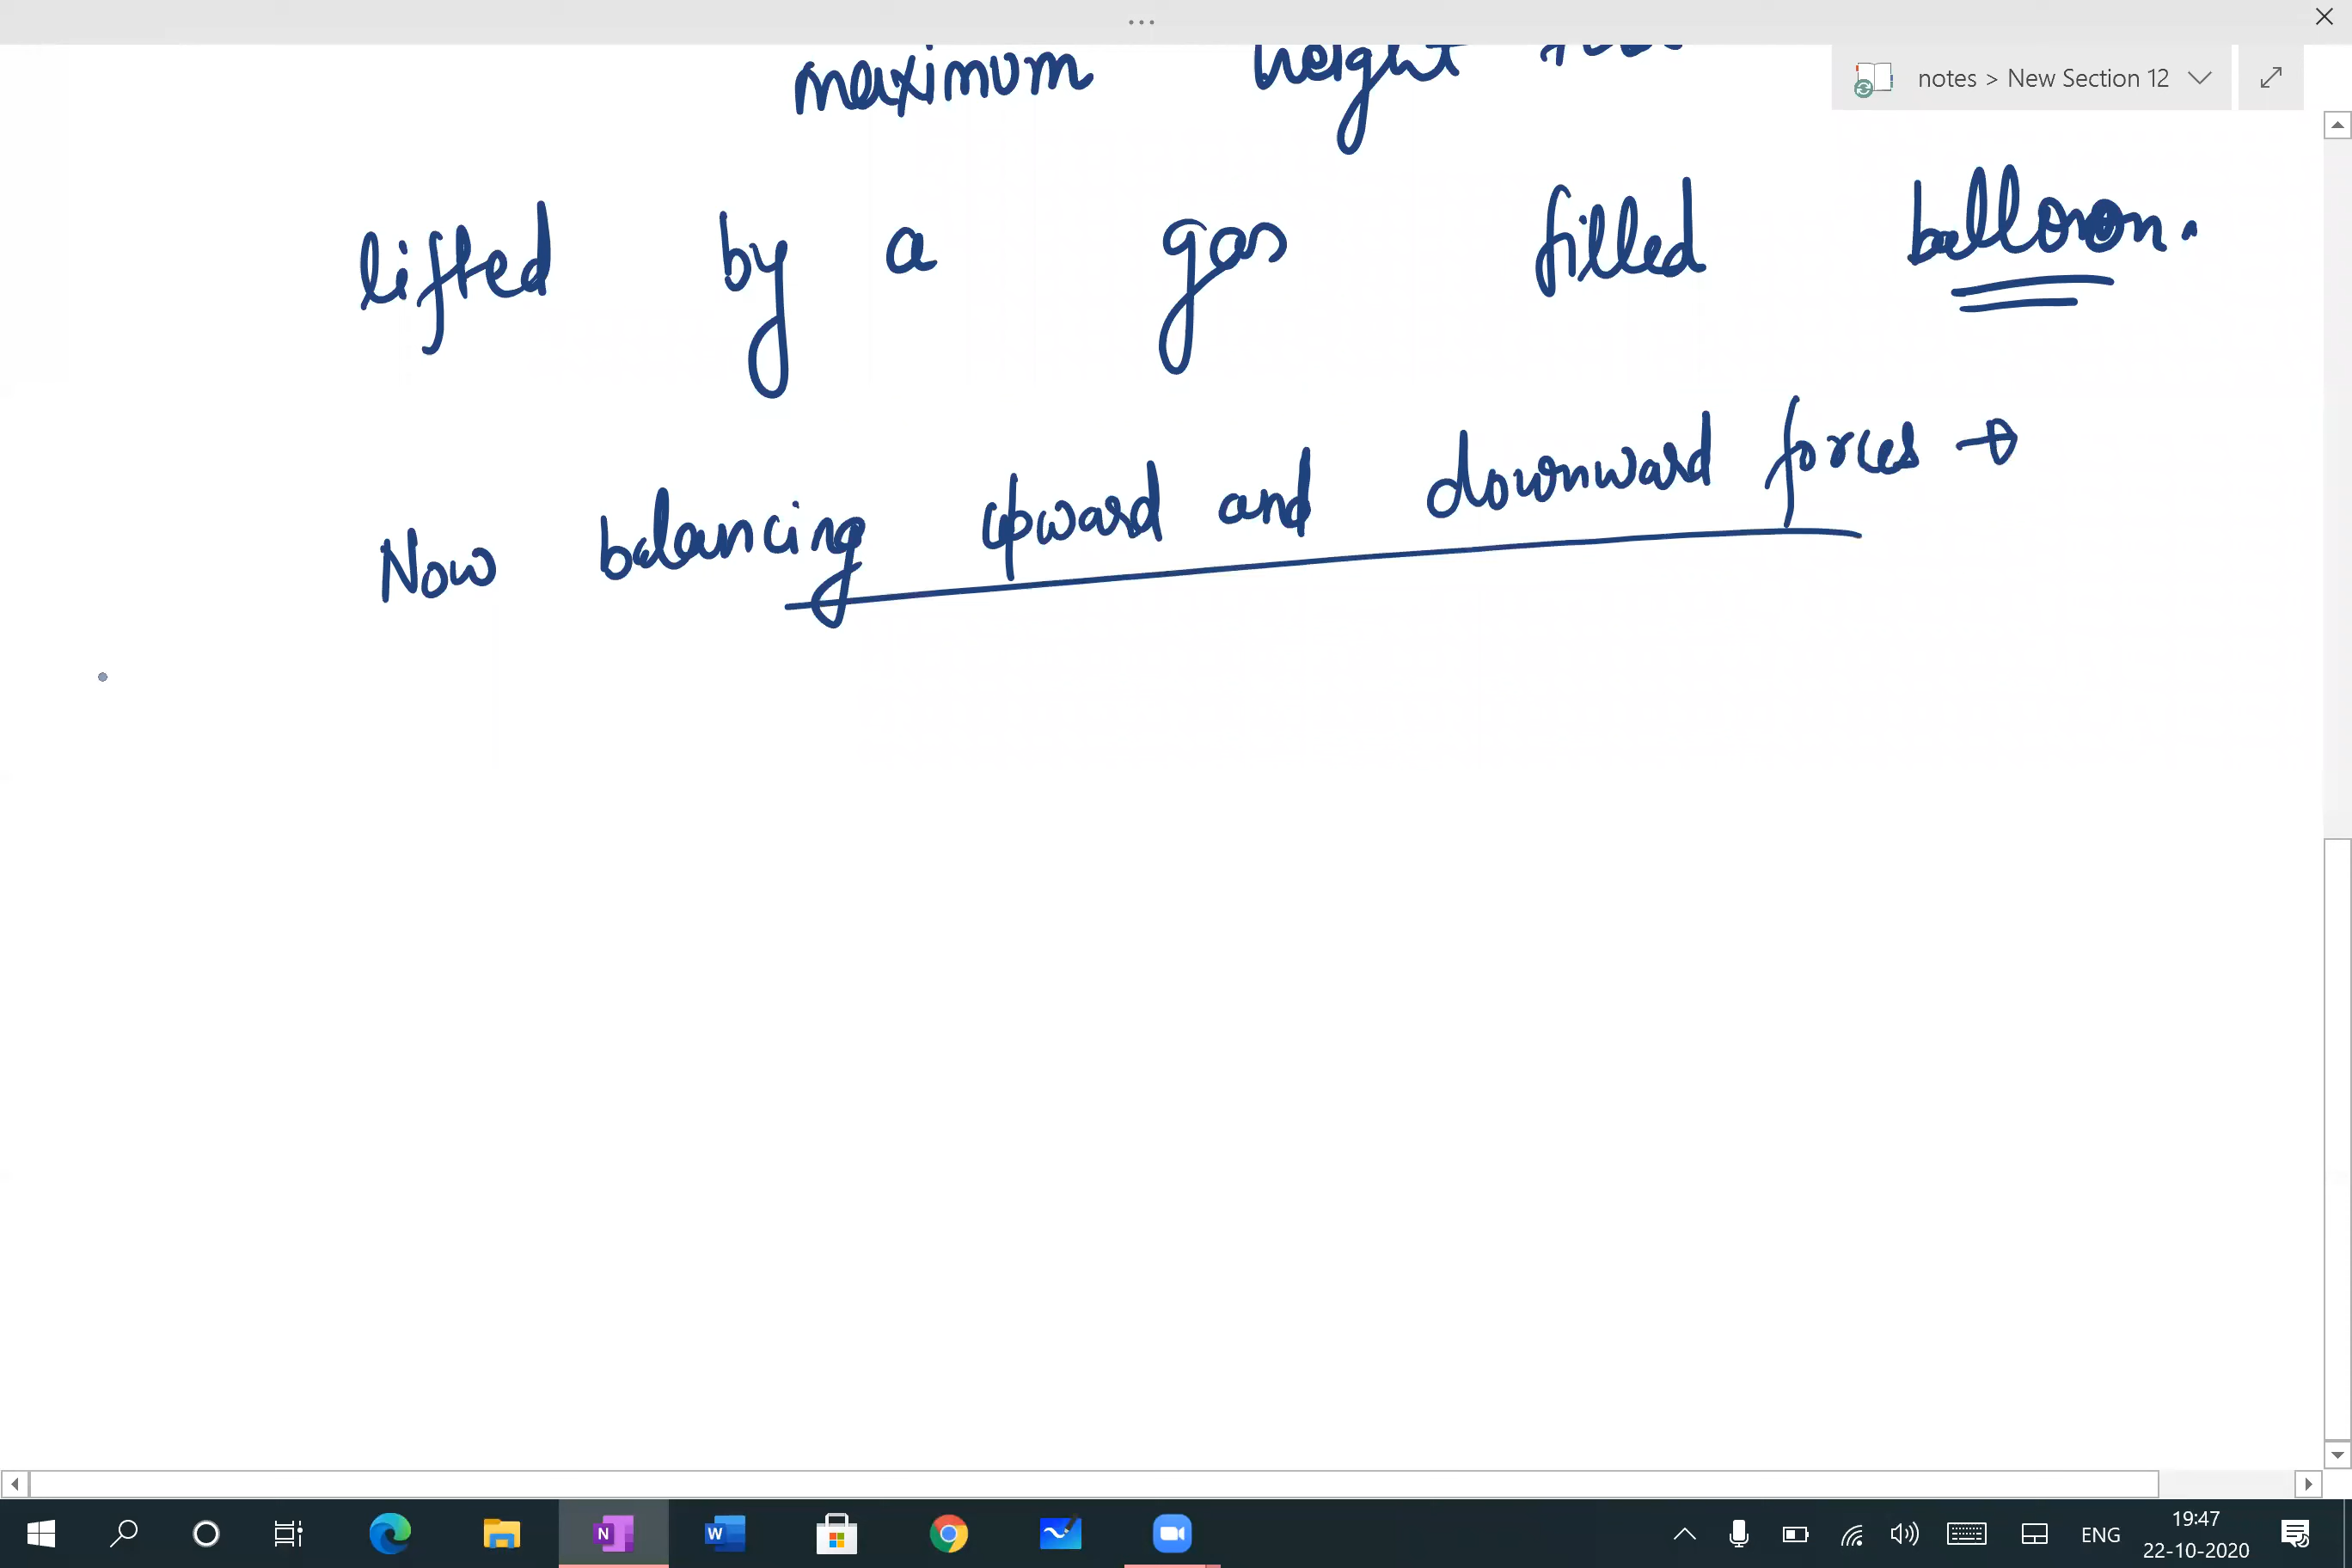 maximum height
notes > New Section 12
lifted by a gas filled balloon.
Now balancing upward and downward forces →
ENG
19:47
22-10-2020